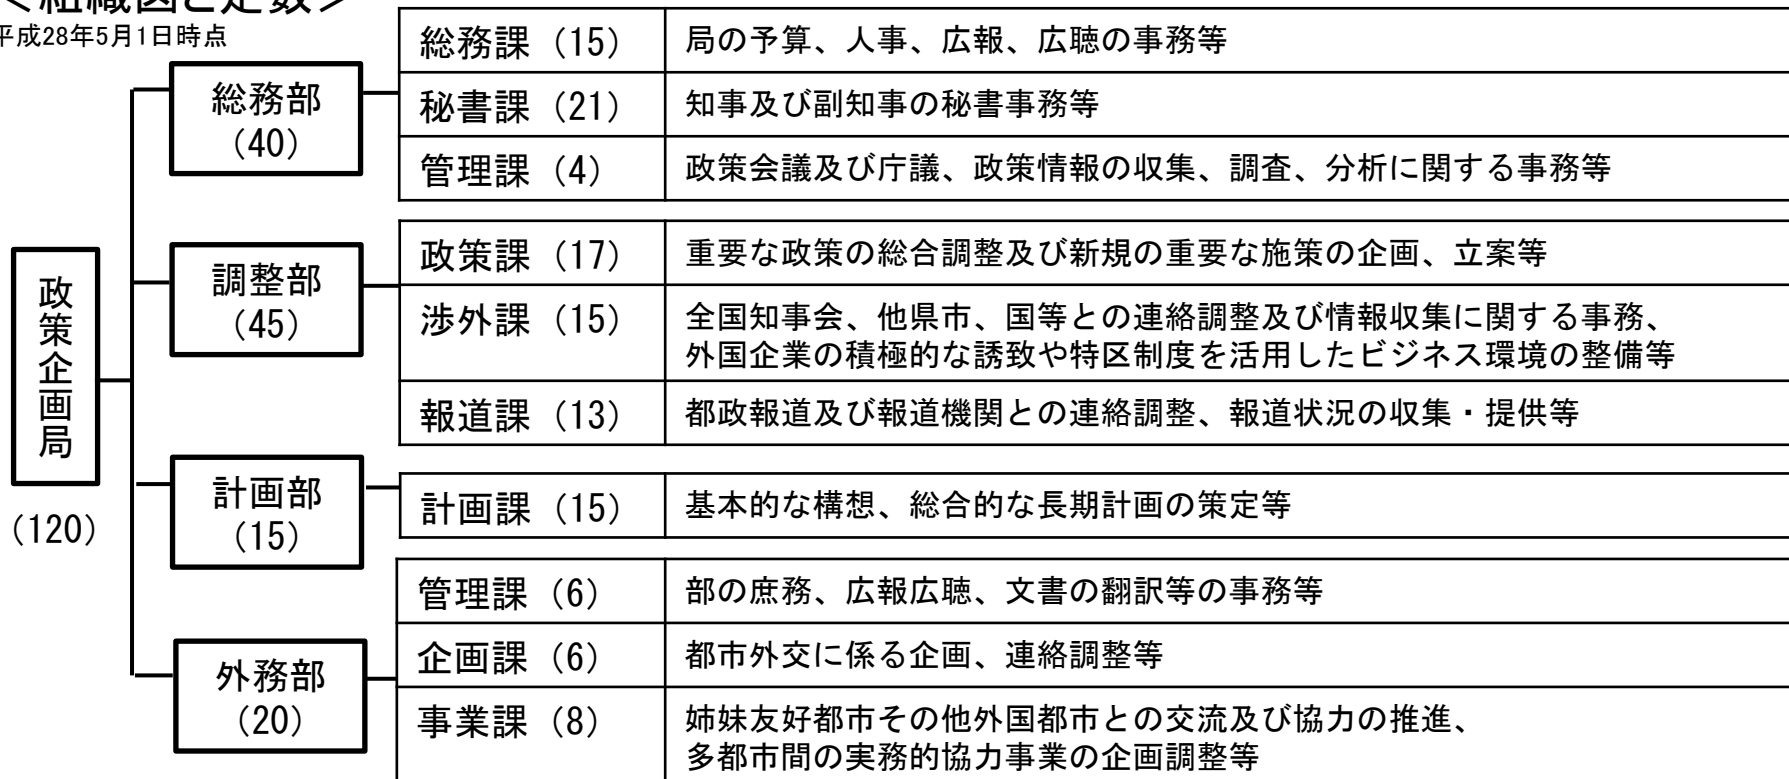 ＜組織図と定数＞
平成28年5月1日時点
政策企画局
（120）
総務部
（40）
総務課（15） 局の予算、人事、広報、広聴の事務等
秘書課（21） 知事及び副知事の秘書事務等
管理課（4） 政策会議及び庁議、政策情報の収集、調査、分析に関する事務等
調整部
（45）
政策課（17） 重要な政策の総合調整及び新規の重要な施策の企画、立案等
渉外課（15） 全国知事会、他県市、国等との連絡調整及び情報収集に関する事務、
外国企業の積極的な誘致や特区制度を活用したビジネス環境の整備等
報道課（13） 都政報道及び報道機関との連絡調整、報道状況の収集・提供等
計画部
（15）
計画課（15） 基本的な構想、総合的な長期計画の策定等
外務部
（20）
管理課（6） 部の庶務、広報広聴、文書の翻訳等の事務等
企画課（6） 都市外交に係る企画、連絡調整等
事業課（8） 姉妹友好都市その他外国都市との交流及び協力の推進、
多都市間の実務的協力事業の企画調整等